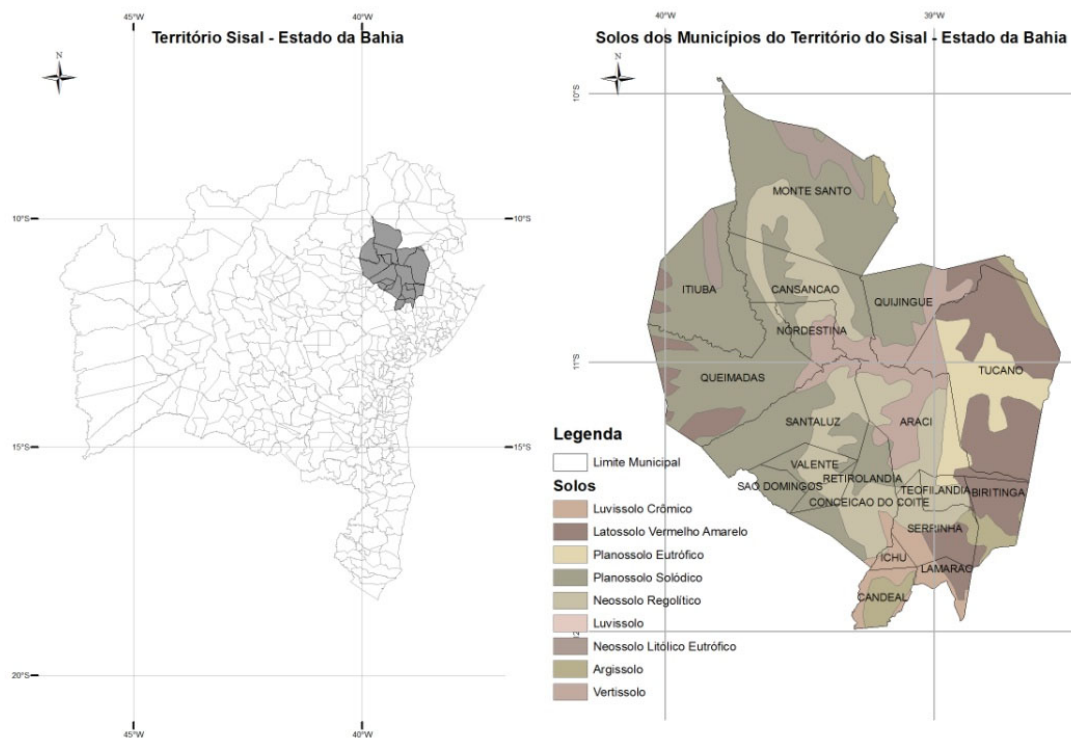 Território Sisal - Estado da Bahia
N
45°W
40°W
10°S
10°S
15°S
15°S
20°S
20°S
45°W
40°W
Solos dos Municípios do Território do Sisal - Estado da Bahia
N
40°W
39°W
10°S
MONTE SANTO
ITIUBA
CANSANCAO
QUIJINGUE
NORDESTINA
11°S
QUEIMADAS
TUCANO
SANTALUZ
ARACI
VALENTE
RETIROLANDIA
SAO DOMINGOS
TEOFILANDIA
BIRITINGA
CONCEICAO DO COITE
SERRINHA
ICHU
LAMARAO
CANDEAL
40°W
39°W
Legenda
Limite Municipal
Solos
Luvissolo Crômico
Latossolo Vermelho Amarelo
Planossolo Eutrófico
Planossolo Solódico
Neossolo Regolítico
Luvissolo
Neossolo Litólico Eutrófico
Argissolo
Vertissolo